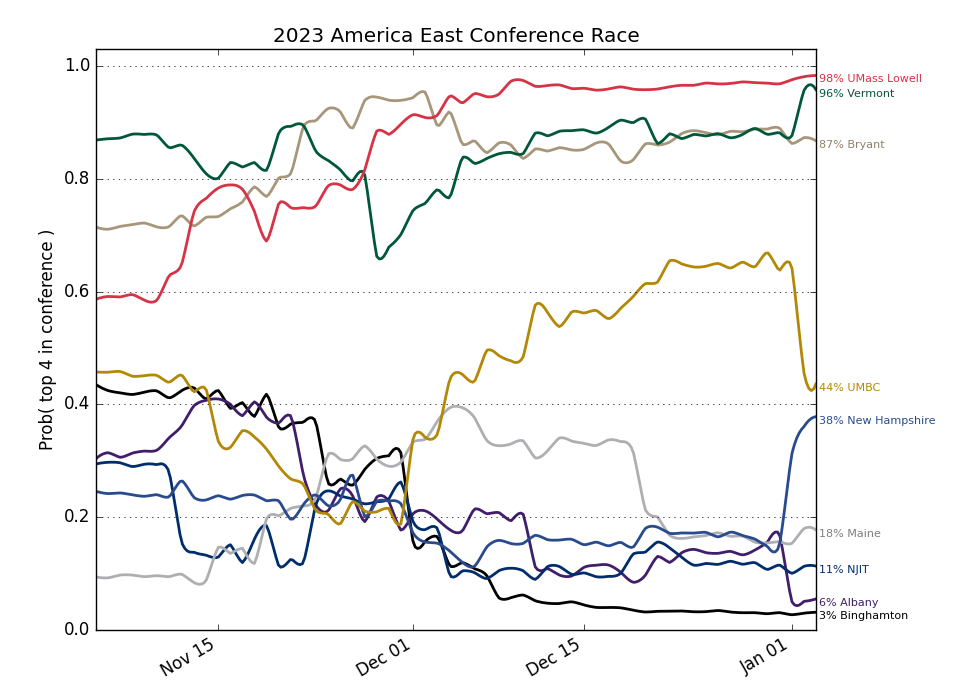 2023 America East Conference Race
Prob( top 4 in conference )
1.0
0.8
0.6
0.4
0.2
0.0
98% UMass Lowell
96% Vermont
87% Bryant
44% UMBC
38% New Hampshire
18% Maine
11% NJIT
6% Albany
3% Binghamton
Nov 15
Dec 01
Dec 15
Jan 01